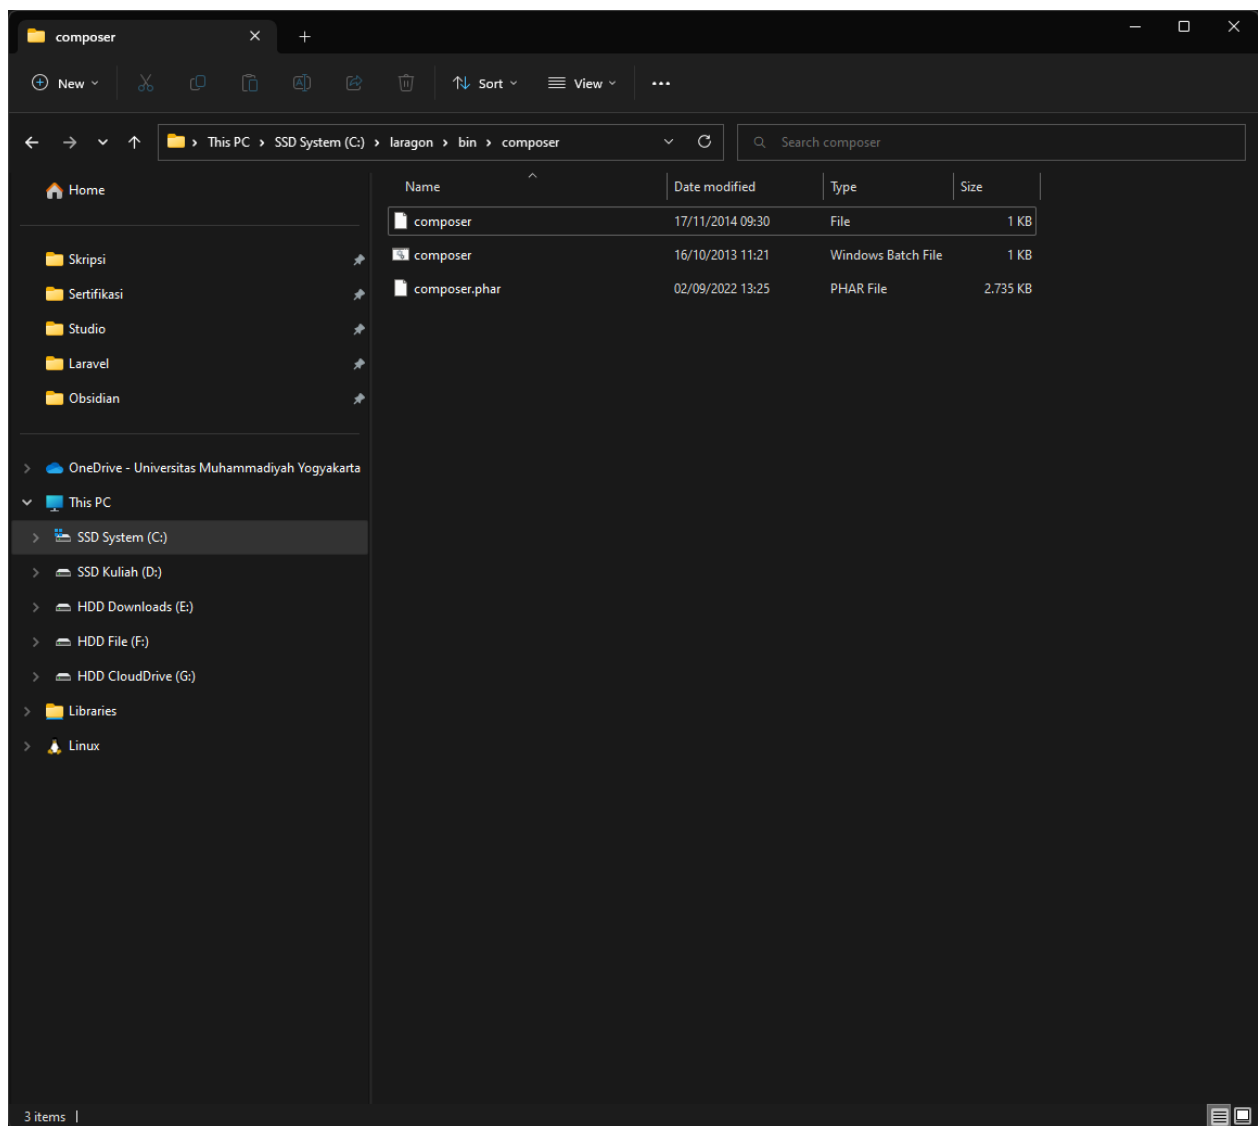 composer
New
Sort
View
This PC > SSD System (C:) > laragon > bin > composer
Search composer
Home
Skripsi
Sertifikasi
Studio
Laravel
Obsidian
OneDrive - Universitas Muhammadiyah Yogyakarta
This PC
SSD System (C:)
SSD Kuliah (D:)
HDD Downloads (E:)
HDD File (F:)
HDD CloudDrive (G:)
Libraries
Linux
Name Date modified Type Size
composer 17/11/2014 09:30 File 1 KB
composer 16/10/2013 11:21 Windows Batch File 1 KB
composer.phar 02/09/2022 13:25 PHAR File 2.735 KB
3 items